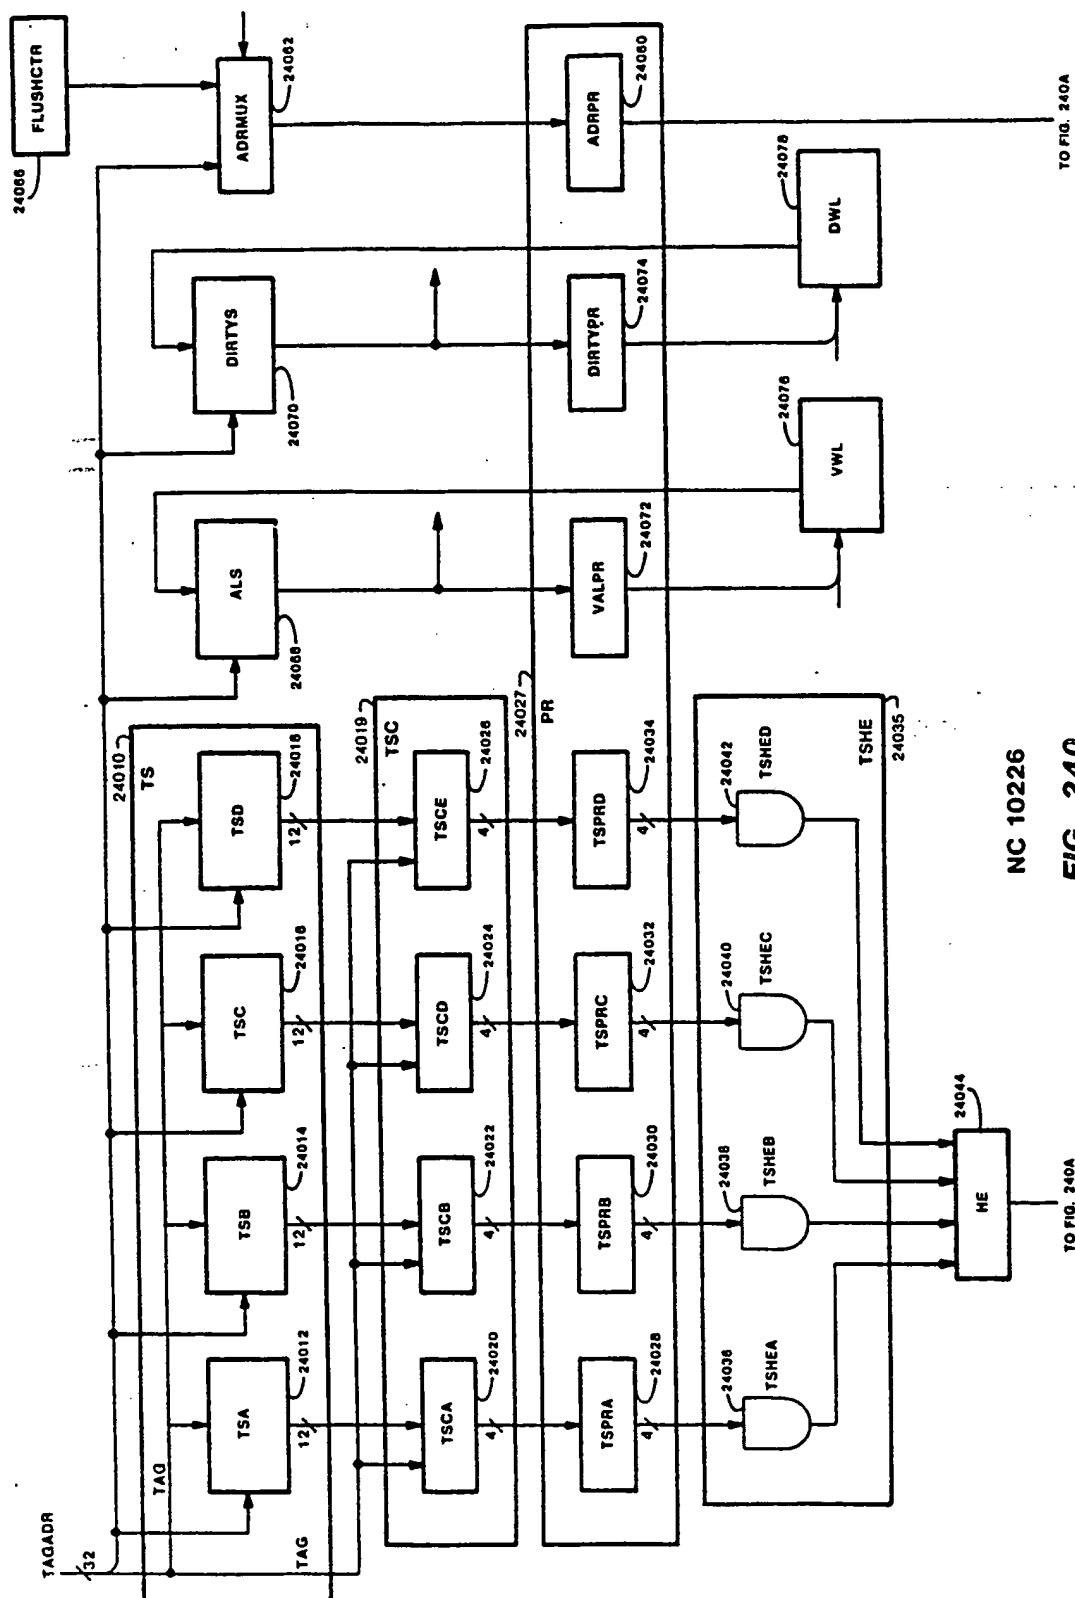 TAGADR
32
TAG
TAG
24010
TS
TSA
24012
12
TSB
24014
12
TSC
24016
12
TSD
24018
12
24019
TSC
TSCA
24020
4
TSCB
24022
4
TSCD
24024
4
TSCE
24026
4
24027
PR
TSPRA
24028
4
TSPRB
24030
4
TSPRC
24032
4
TSPRD
24034
4
24036
TSHEA
24038
TSHEB
24040
TSHEC
24042
TSHED
TSHE
24035
HE
24044
TO FIG. 240A
ALS
24068
VALPR
24072
VWL
24076
DIRTYS
24070
DIRTYPR
24074
DWL
24078
24066
FLUSHCTR
ADRMUX
24062
ADRPR
24060
TO FIG. 240A
NC 10226
FIG. 240